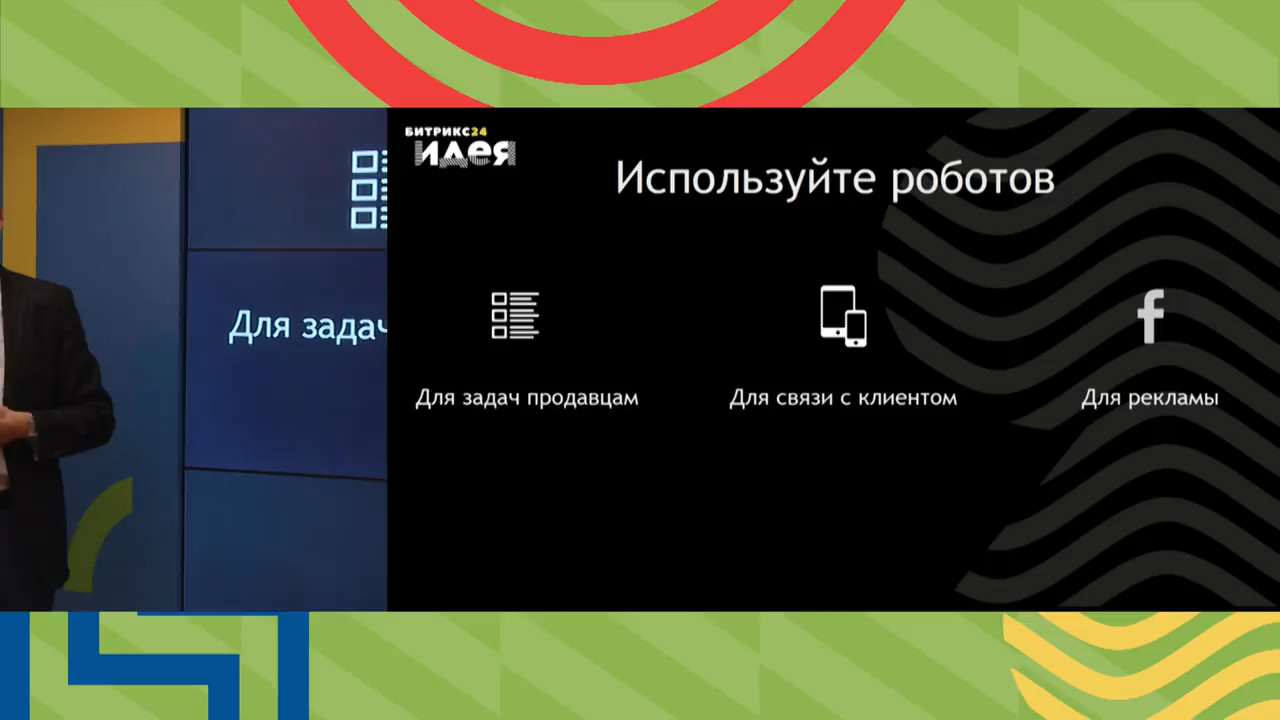 БИТРИКС24
идея
Используйте роботов
Для задач
Для задач продавцам
Для связи с клиентом
Для рекламы